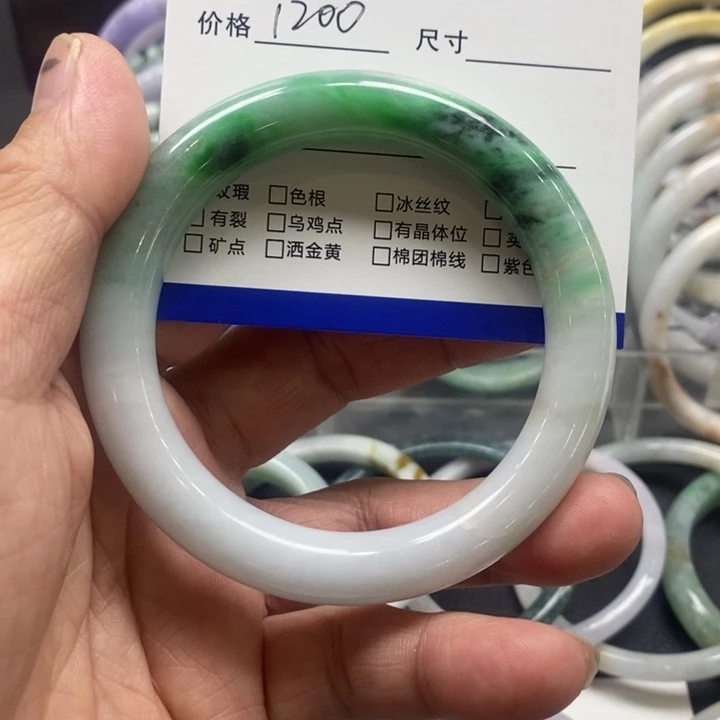 价格 1200 尺寸
瑕 □色根 □冰丝纹 □
□有裂 □乌鸡点 □有晶体位 □
□矿点 □洒金黄 □棉团棉线 □紫色